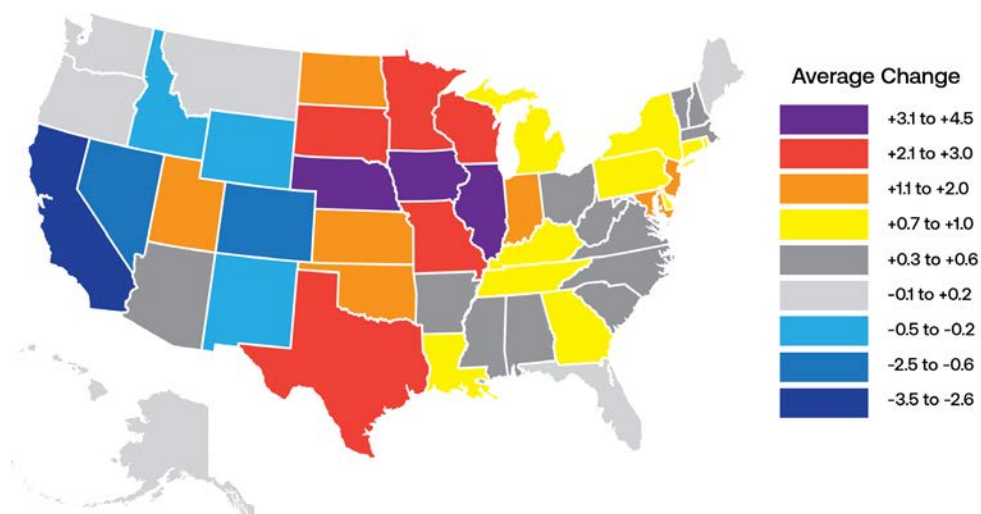 Average Change
+3.1 to +4.5
+2.1 to +3.0
+1.1 to +2.0
+0.7 to +1.0
+0.3 to +0.6
-0.1 to +0.2
-0.5 to -0.2
-2.5 to -0.6
-3.5 to -2.6